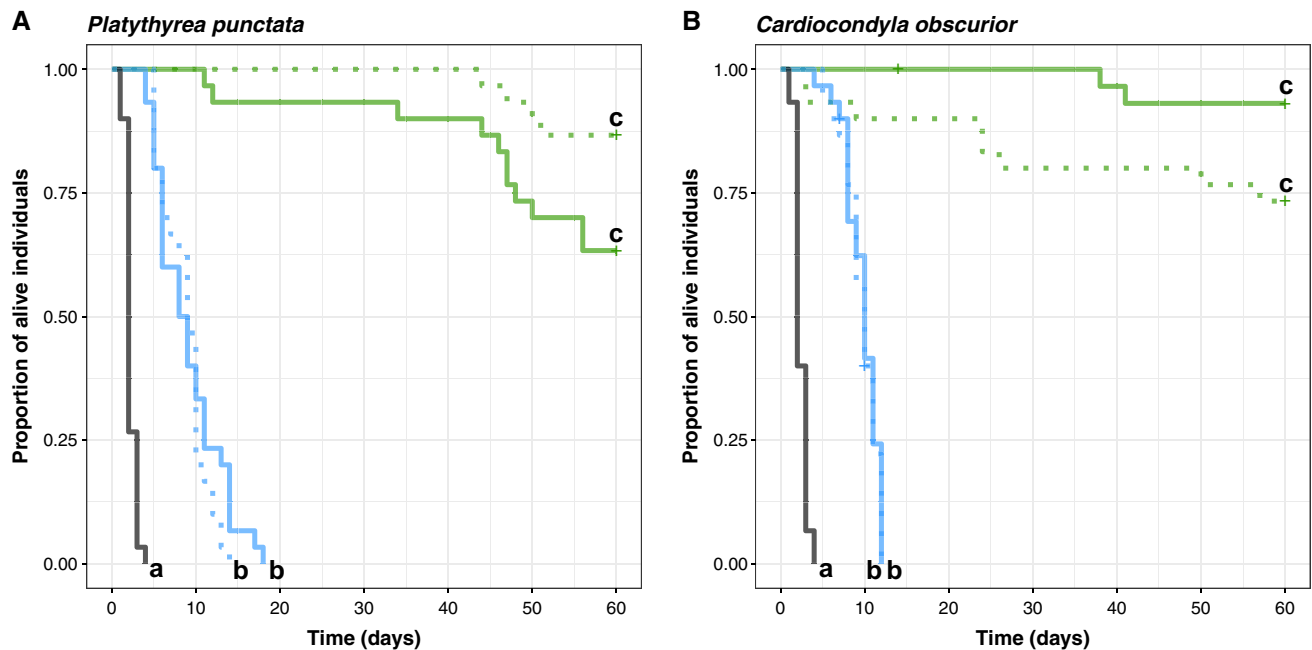 A
Platythyrea punctata
Proportion of alive individuals
1.00
0.75
0.50
0.25
0.00
c
c
a
b
b
0
10
20
30
40
50
60
Time (days)
B
Cardiocondyla obscurior
Proportion of alive individuals
1.00
0.75
0.50
0.25
0.00
c
c
a
b
b
0
10
20
30
40
50
60
Time (days)